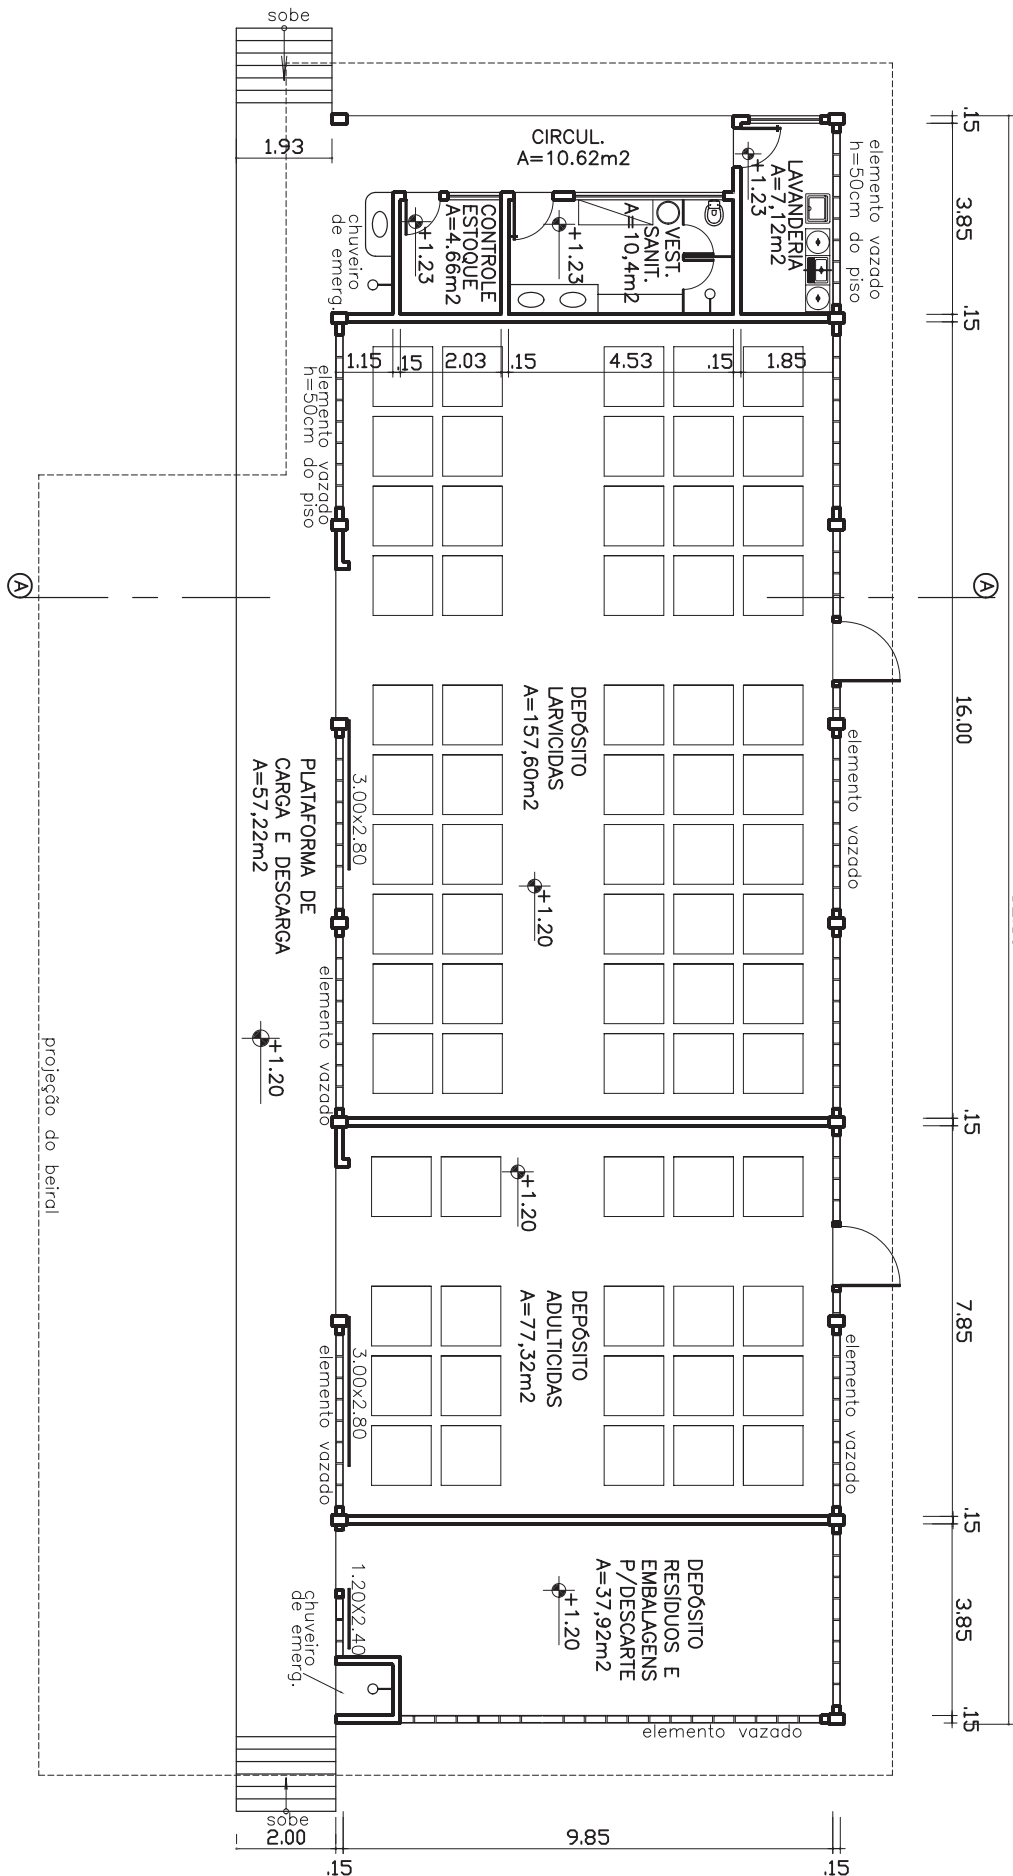 sobe
1.93
CIRCUL.
A=10.62m2
LAVANDERIA
A=7,12m2
+1.23
elemento vazado
h=50cm do piso
.15
3.85
.15
chuveiro
de emerg.
CONTROLE
ESTOQUE
A=4.66m2
+1.23
VEST.
SANIT.
A=10,4m2
+1.23
1.15
.15
2.03
.15
4.53
.15
1.85
elemento vazado
h=50cm do piso
A
A
16.00
DEPÓSITO
LARVICIDAS
A=157,60m2
+1.20
elemento vazado
3.00x2.80
PLATAFORMA DE
CARGA E DESCARGA
A=57,22m2
+1.20
elemento vazado
projeção do beiral
.15
+1.20
DEPÓSITO
ADULTICIDAS
A=77,32m2
7.85
3.00x2.80
elemento vazado
elemento vazado
.15
DEPÓSITO
RESÍDUOS E
EMBALAGENS
P/DESCARTE
A=37,92m2
+1.20
3.85
1.20X2.40
chuveiro
de emerg.
elemento vazado
.15
sobe
2.00
9.85
.15
.15